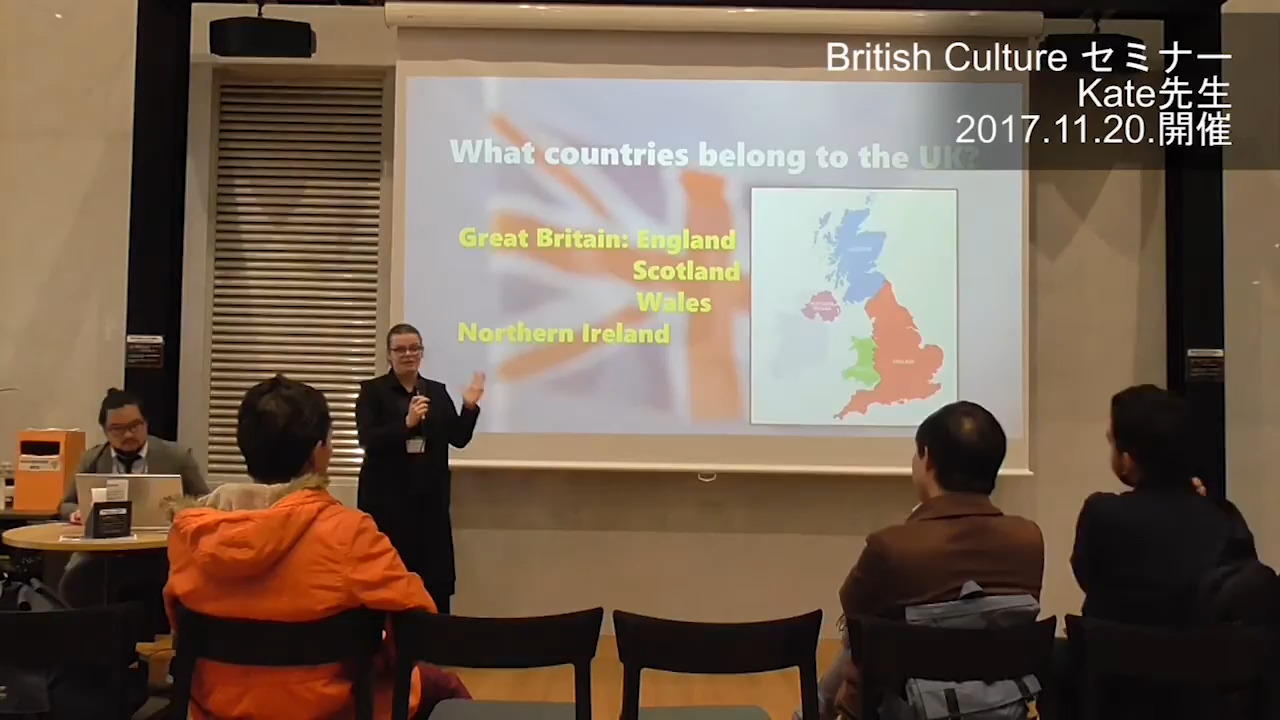 British Culture セミナー
Kate先生
2017.11.20.開催
What countries belong to the UK?
Great Britain: England
Scotland
Wales
Northern Ireland